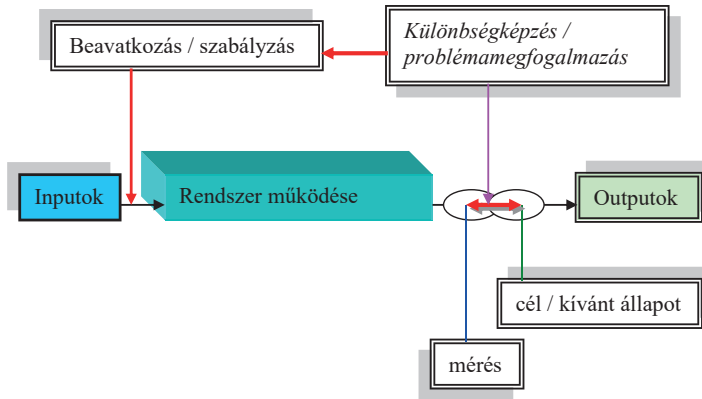 Beavatkozás / szabályzás
Különbségképzés /
problémamegfogalmazás
Inputok
Rendszer működése
Outputok
cél / kívánt állapot
mérés